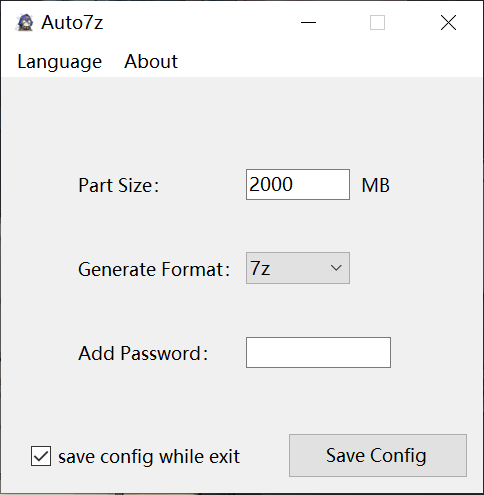 Auto7z
Language About
Part Size: 2000 MB
Generate Format: 7z
Add Password:
save config while exit Save Config